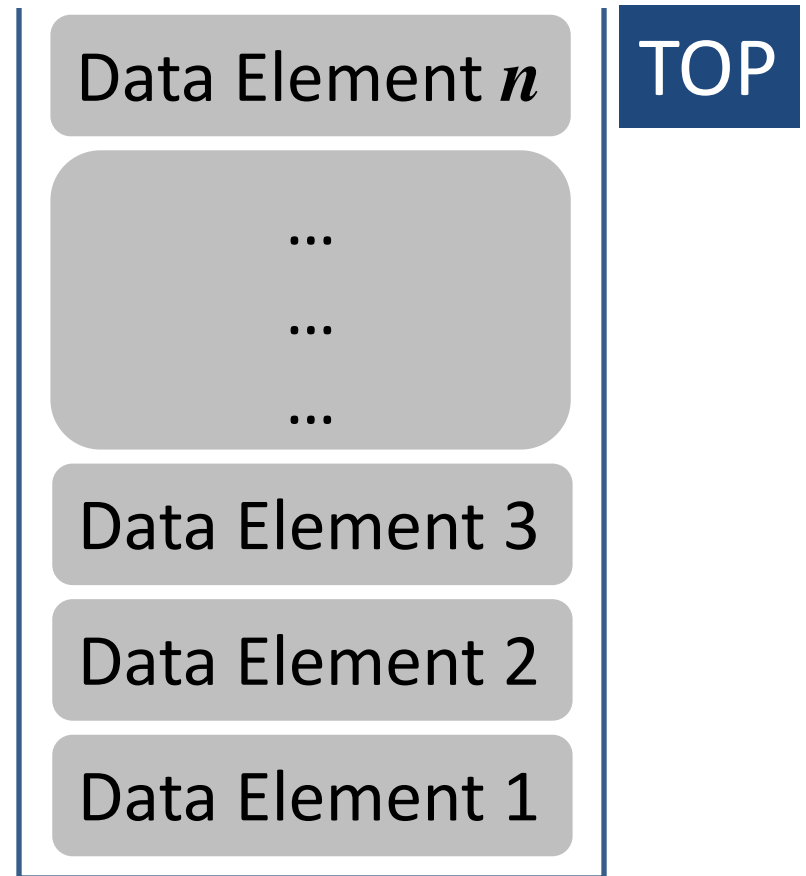 Data Element n
TOP
...
...
...
Data Element 3
Data Element 2
Data Element 1